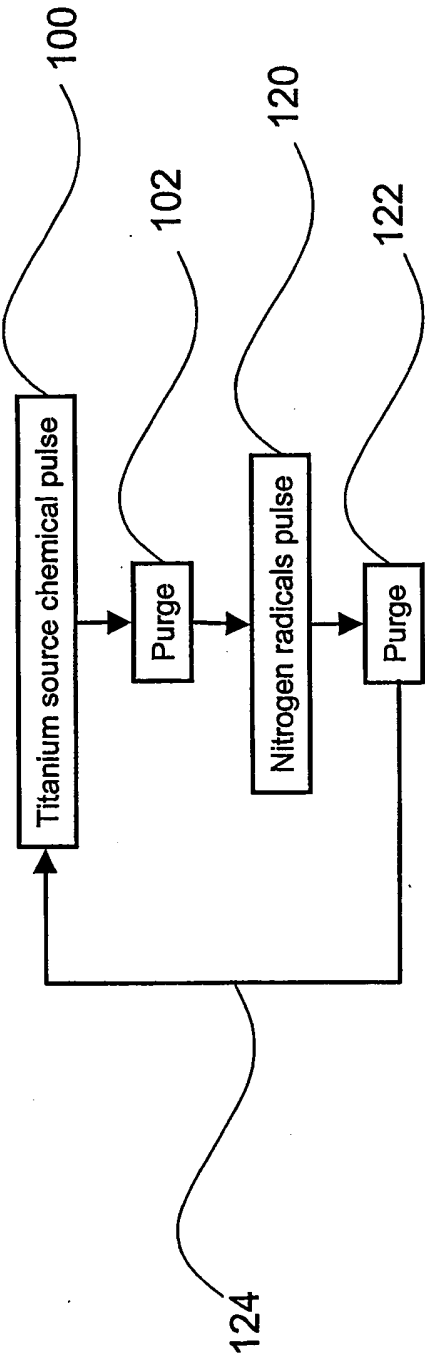 Titanium source chemical pulse
100
Purge
102
Nitrogen radicals pulse
120
Purge
122
124